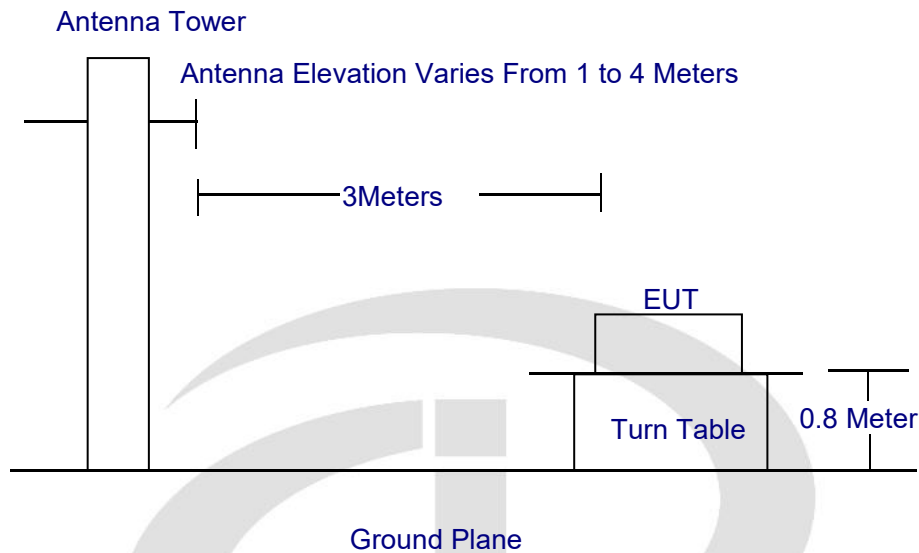 Antenna Tower
Antenna Elevation Varies From 1 to 4 Meters
3Meters
EUT
0.8 Meter
Turn Table
Ground Plane